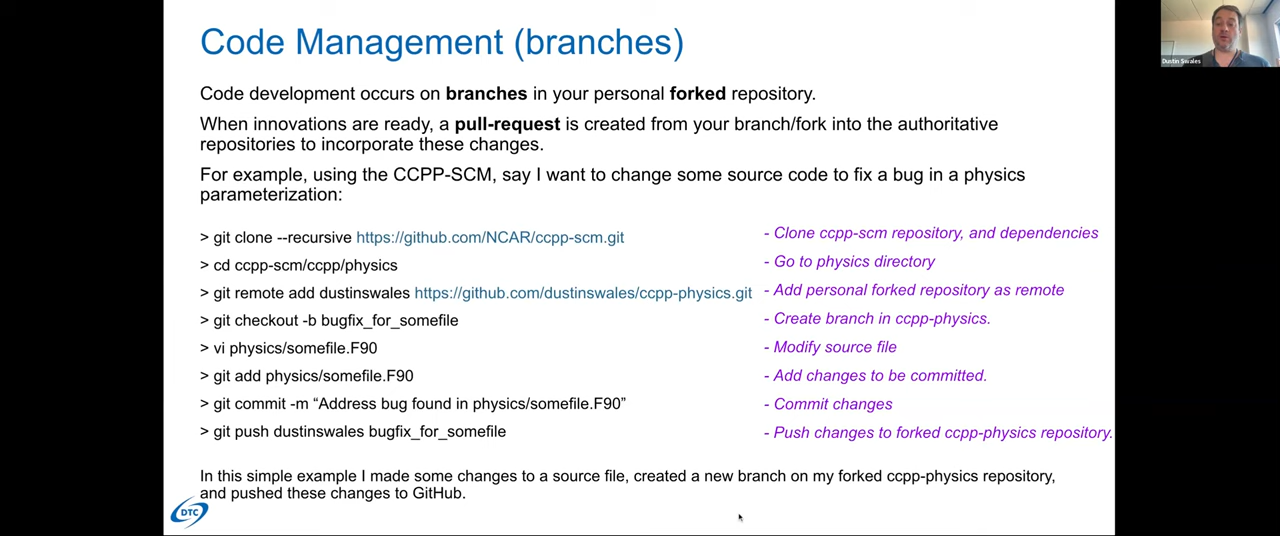 Code Management (branches)
Dustin Swales
Code development occurs on branches in your personal forked repository.
When innovations are ready, a pull-request is created from your branch/fork into the authoritative
repositories to incorporate these changes.
For example, using the CCPP-SCM, say I want to change some source code to fix a bug in a physics
parameterization:
> git clone --recursive https://github.com/NCAR/ccpp-scm.git - Clone ccpp-scm repository, and dependencies
> cd ccpp-scm/ccpp/physics - Go to physics directory
> git remote add dustinswales https://github.com/dustinswales/ccpp-physics.git - Add personal forked repository as remote
> git checkout -b bugfix_for_somefile - Create branch in ccpp-physics.
> vi physics/somefile.F90 - Modify source file
> git add physics/somefile.F90 - Add changes to be committed.
> git commit -m “Address bug found in physics/somefile.F90” - Commit changes
> git push dustinswales bugfix_for_somefile - Push changes to forked ccpp-physics repository.
In this simple example I made some changes to a source file, created a new branch on my forked ccpp-physics repository,
and pushed these changes to GitHub.
DTC